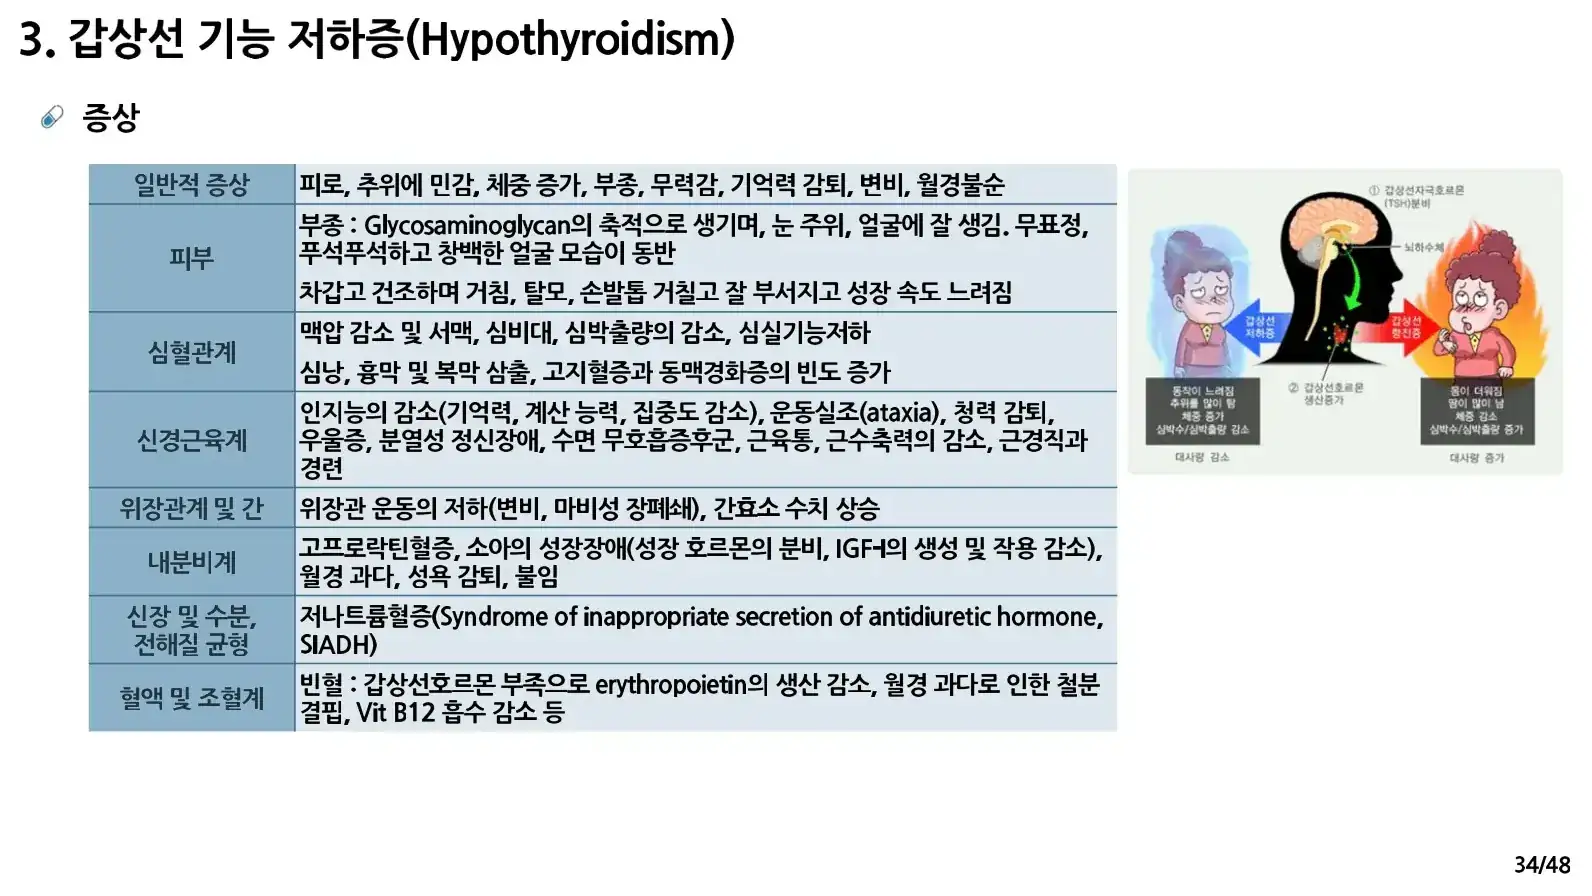 3. 갑상선 기능 저하증(Hypothyroidism)
증상
일반적 증상
피로, 추위에 민감, 체중 증가, 부종, 무력감, 기억력 감퇴, 변비, 월경불순
피부
부종 : Glycosaminoglycan의 축적으로 생기며, 눈 주위, 얼굴에 잘 생김. 무표정,
푸석푸석하고 창백한 얼굴 모습이 동반
차갑고 건조하며 거침, 탈모, 손발톱 거칠고 잘 부서지고 성장 속도 느려짐
심혈관계
맥압 감소 및 서맥, 심비대, 심박출량의 감소, 심실기능저하
심낭, 흉막 및 복막 삼출, 고지혈증과 동맥경화증의 빈도 증가
신경근육계
인지능의 감소(기억력, 계산 능력, 집중도 감소), 운동실조(ataxia), 청력 감퇴,
우울증, 분열성 정신장애, 수면 무호흡증후군, 근육통, 근수축력의 감소, 근경직과
경련
위장관계 및 간
위장관 운동의 저하(변비, 마비성 장폐쇄), 간효소 수치 상승
내분비계
고프로락틴혈증, 소아의 성장장애(성장 호르몬의 분비, IGF-I의 생성 및 작용 감소),
월경 과다, 성욕 감퇴, 불임
신장 및 수분,
전해질 균형
저나트륨혈증(Syndrome of inappropriate secretion of antidiuretic hormone,
SIADH)
혈액 및 조혈계
빈혈 : 갑상선호르몬 부족으로 erythropoietin의 생산 감소, 월경 과다로 인한 철분
결핍, Vit B12 흡수 감소 등
① 갑상선자극호르몬
(TSH)분비
뇌하수체
갑상선
저하증
갑상선
항진증
② 갑상선호르몬
생산증가
동작이 느려짐
추위를 많이 탐
체중 증가
심박수/심박출량 감소
대사량 감소
몸이 더워짐
땀이 많이 남
체중 감소
심박수/심박출량 증가
대사량 증가
34/48